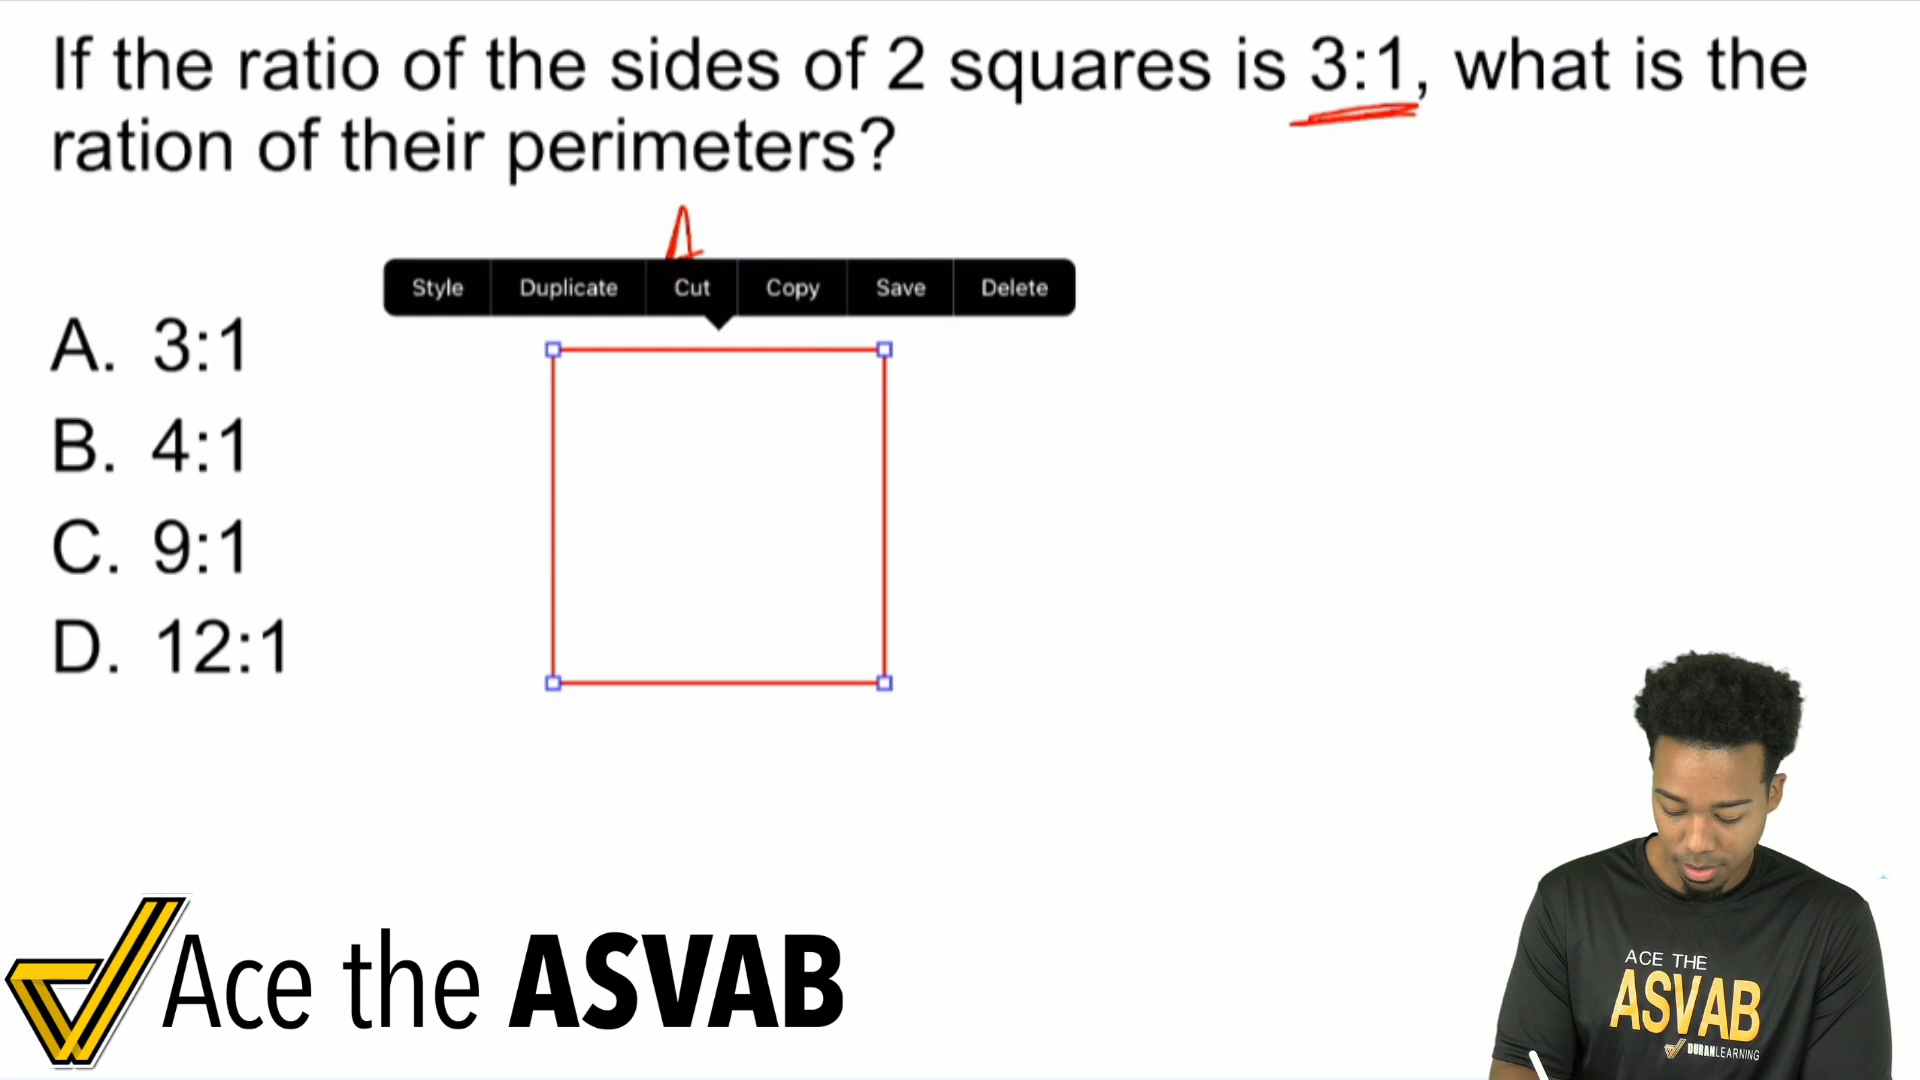 If the ratio of the sides of 2 squares is 3:1, what is the
ration of their perimeters?
A
Style Duplicate Cut Copy Save Delete
A. 3:1
B. 4:1
C. 9:1
D. 12:1
Ace the ASVAB
ACE THE
ASVAB
DURANLEARNING